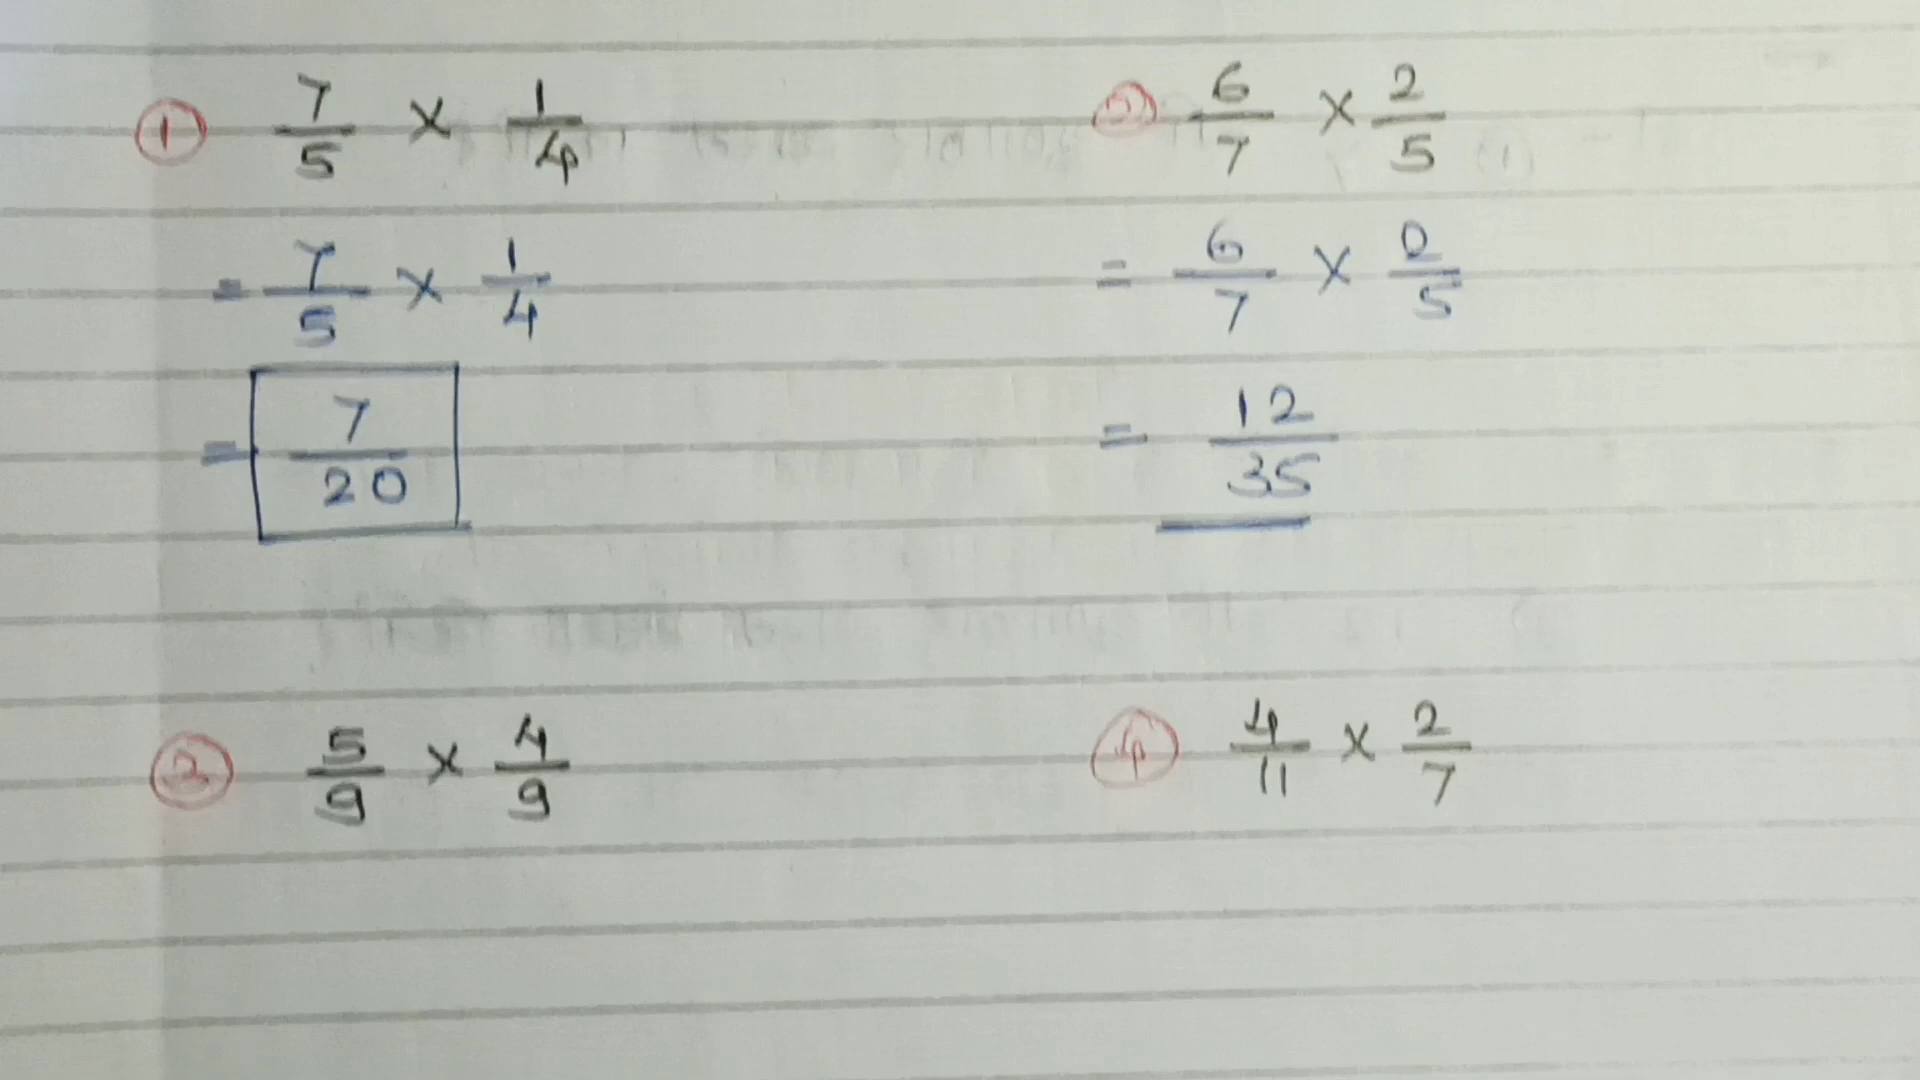 ① 7/5 × 1/4
= 7/5 × 1/4
= 7/20
② 5/9 × 4/9
③ 6/7 × 2/5
= 6/7 × 2/5
= 12/35
④ 4/11 × 2/7